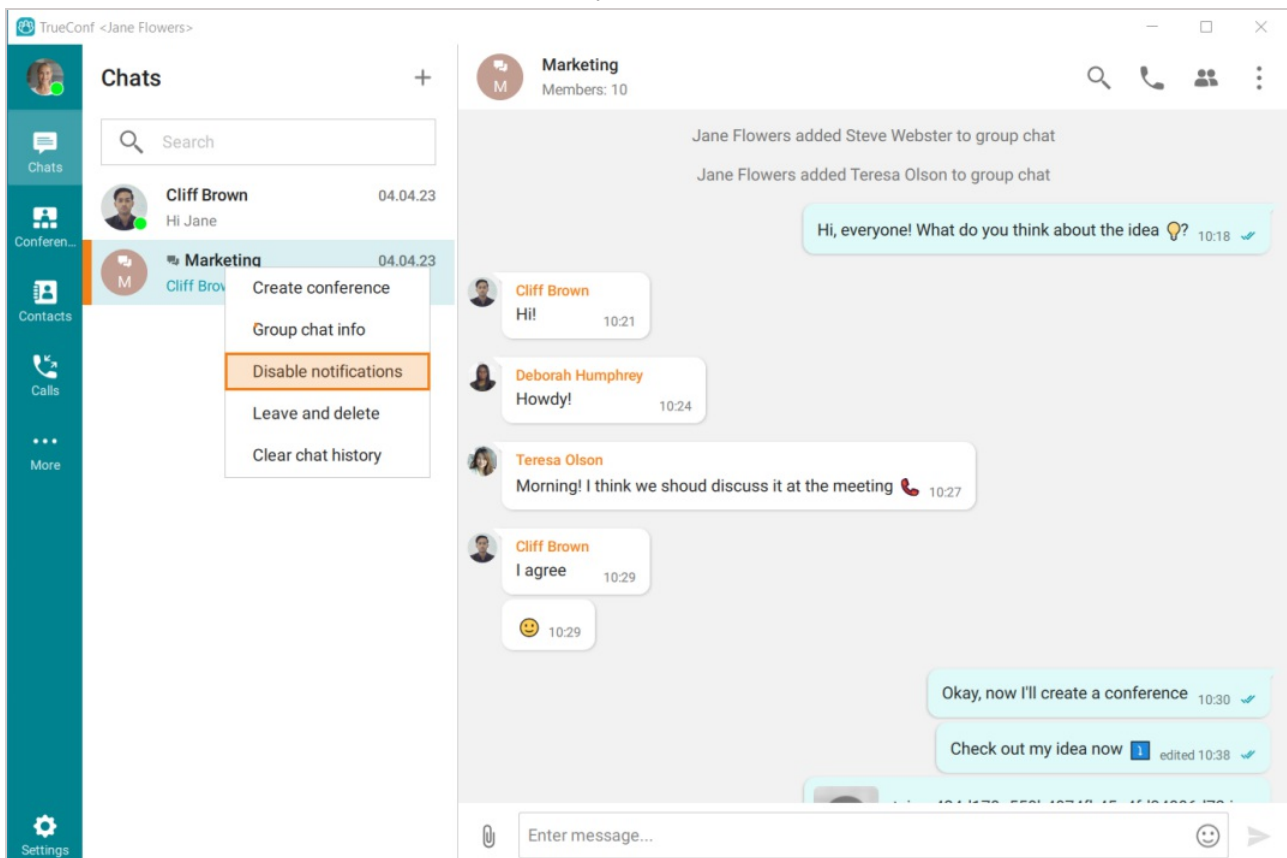 TrueConf <Jane Flowers>
Chats
Conferen...
Contacts
Calls
More
Settings
Chats
Search
Cliff Brown 04.04.23
Hi Jane
M
Marketing 04.04.23
Cliff
Create conference
Group chat info
Disable notifications
Leave and delete
Clear chat history
M
Marketing
Members: 10
Jane Flowers added Steve Webster to group chat
Jane Flowers added Teresa Olson to group chat
Hi, everyone! What do you think about the idea ? 10:18
Cliff Brown
Hi! 10:21
Deborah Humphrey
Howdy! 10:24
Teresa Olson
Morning! I think we shoud discuss it at the meeting 10:27
Cliff Brown
I agree 10:29
10:29
Okay, now I'll create a conference 10:30
Check out my idea now edited 10:38
Enter message...